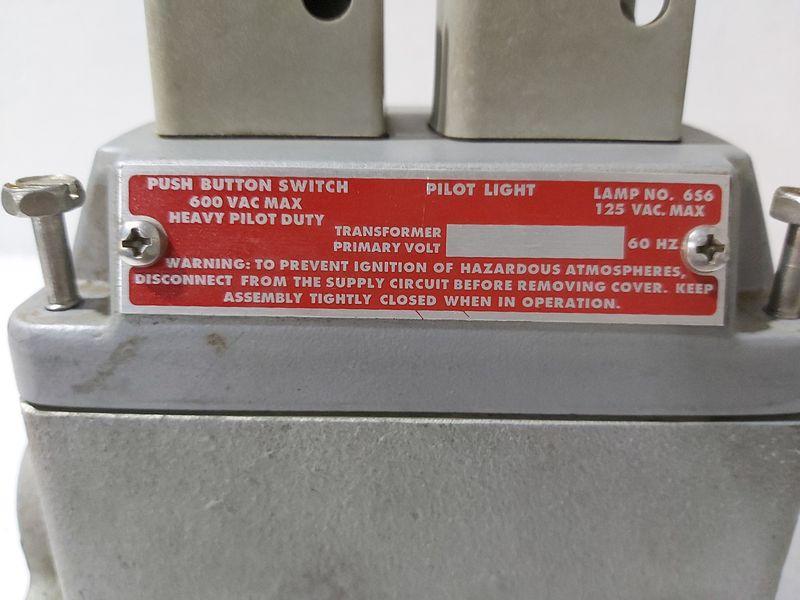 PUSH BUTTON SWITCH
600 VAC MAX
HEAVY PILOT DUTY
PILOT LIGHT
LAMP NO. 6S6
125 VAC. MAX
TRANSFORMER
PRIMARY VOLT
60 HZ.
WARNING: TO PREVENT IGNITION OF HAZARDOUS ATMOSPHERES,
DISCONNECT FROM THE SUPPLY CIRCUIT BEFORE REMOVING COVER. KEEP
ASSEMBLY TIGHTLY CLOSED WHEN IN OPERATION.